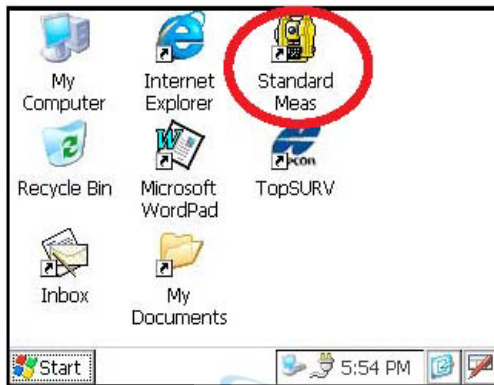 My Computer
Internet Explorer
Standard Meas
Recycle Bin
Microsoft WordPad
TopSURV
Inbox
My Documents
Start
5:54 PM